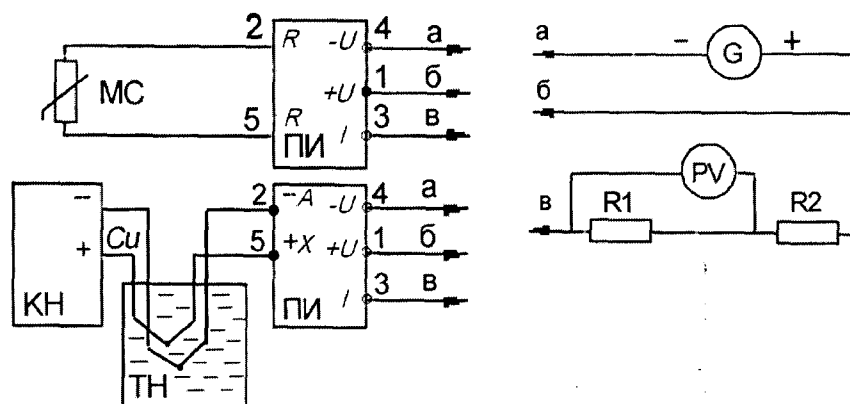 2 R -U 4 а
МС +U 1 б
5 R I 3 в
ПИ
а − G +
б
PV
в R1 R2
− 2 −A -U 4 а
+ Cu 5 +X +U 1 б
I 3 в
КН ПИ
ТН